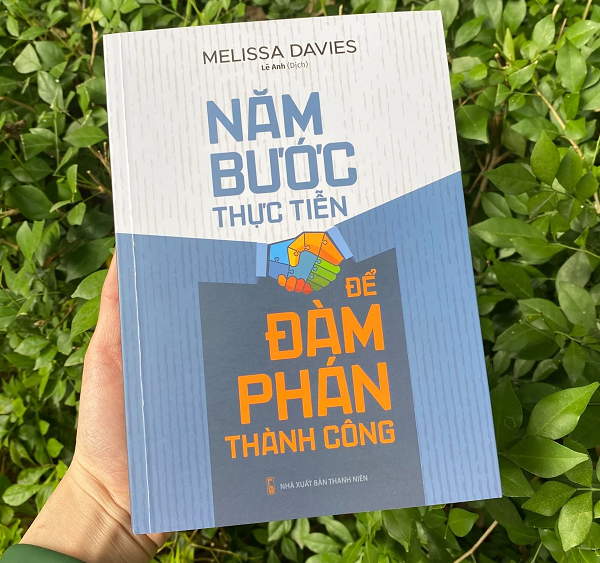 MELISSA DAVIES
Lê Anh (Dịch)
NĂM
BƯỚC
THỰC TIỄN
ĐỂ
ĐÀM
PHÁN
THÀNH CÔNG
NHÀ XUẤT BẢN THANH NIÊN